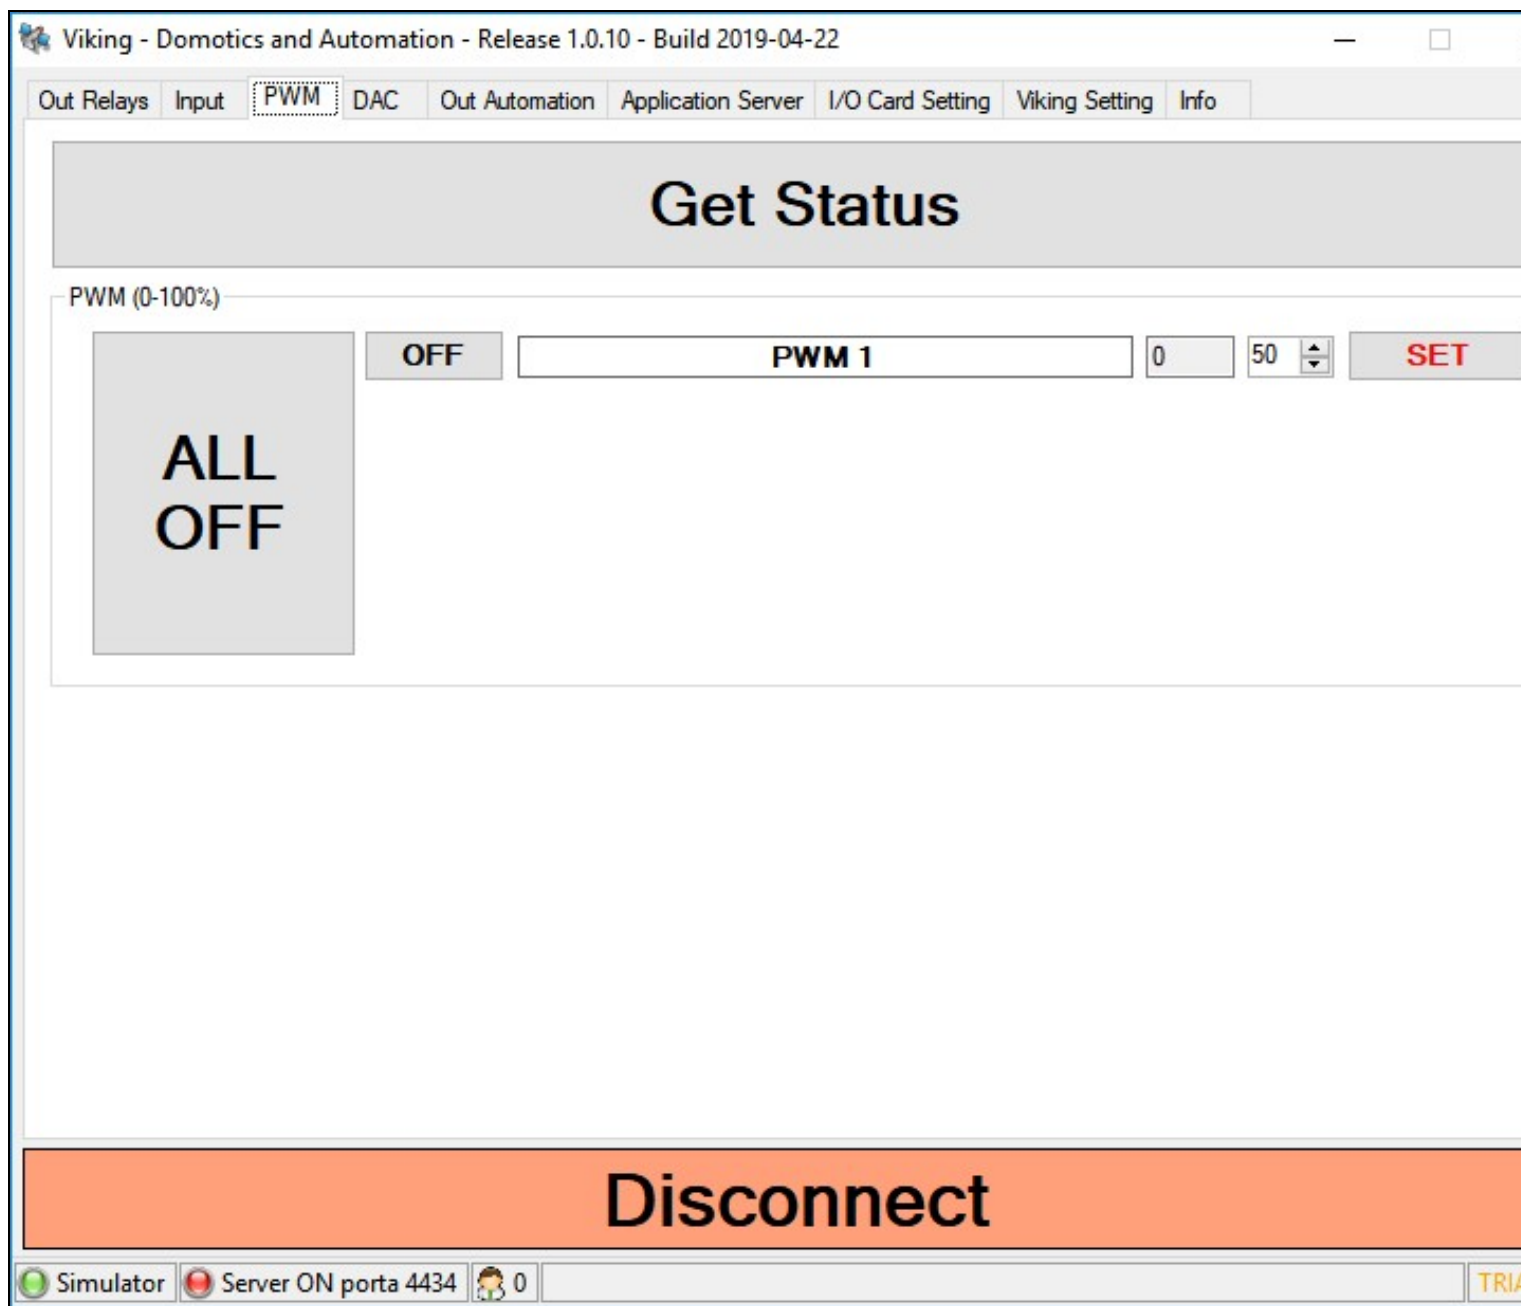 Viking - Domotics and Automation - Release 1.0.10 - Build 2019-04-22
Out Relays Input PWM DAC Out Automation Application Server I/O Card Setting Viking Setting Info
Get Status
PWM (0-100%)
OFF PWM 1 0 50 SET
ALL
OFF
Disconnect
Simulator Server ON porta 4434 0